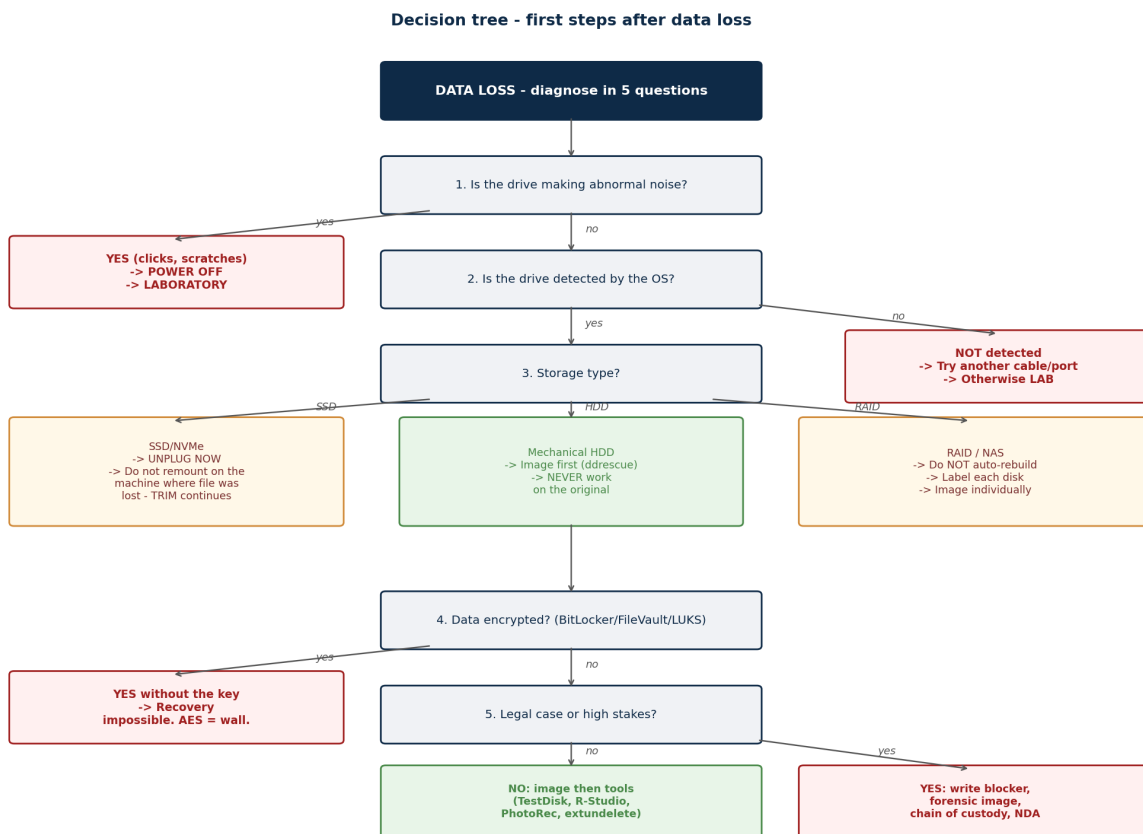 Decision tree - first steps after data loss
DATA LOSS - diagnose in 5 questions
1. Is the drive making abnormal noise?
yes
no
YES (clicks, scratches)
-> POWER OFF
-> LABORATORY
2. Is the drive detected by the OS?
yes
no
NOT detected
-> Try another cable/port
-> Otherwise LAB
3. Storage type?
SSD
HDD
RAID
SSD/NVMe
-> UNPLUG NOW
-> Do not remount on the
machine where file was
lost - TRIM continues
Mechanical HDD
-> Image first (ddrescue)
-> NEVER work
on the original
RAID / NAS
-> Do NOT auto-rebuild
-> Label each disk
-> Image individually
4. Data encrypted? (BitLocker/FileVault/LUKS)
yes
no
YES without the key
-> Recovery
impossible. AES = wall.
5. Legal case or high stakes?
no
yes
NO: image then tools
(TestDisk, R-Studio,
PhotoRec, extundelete)
YES: write blocker,
forensic image,
chain of custody, NDA